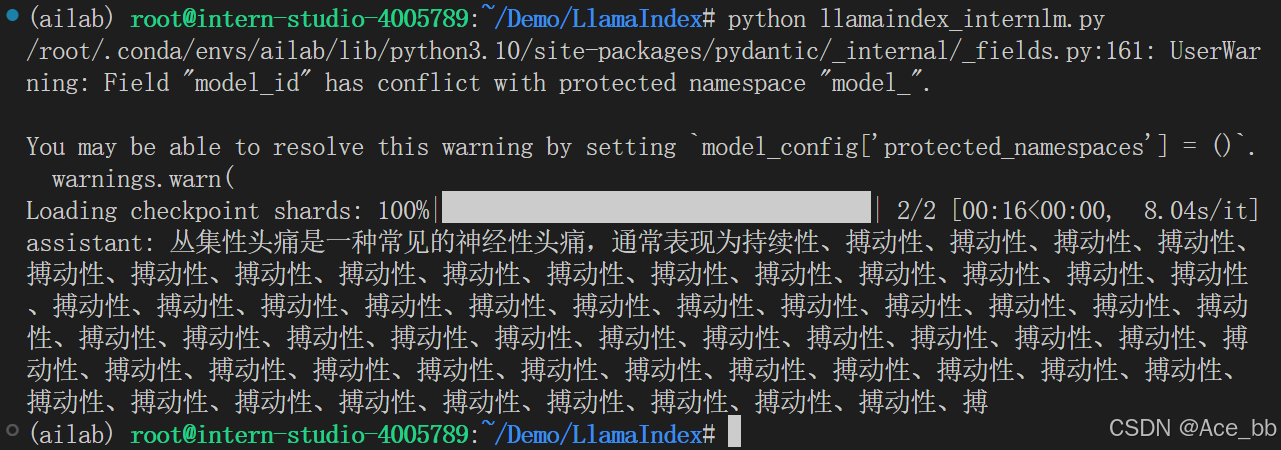 (ailab) root@intern-studio-4005789:~/Demo/LlamaIndex# python llamaindex_internlm.py
/root/.conda/envs/ailab/lib/python3.10/site-packages/pydantic/_internal/_fields.py:161: UserWar
ning: Field "model_id" has conflict with protected namespace "model_".
You may be able to resolve this warning by setting `model_config['protected_namespaces'] = ()`.
warnings.warn(
Loading checkpoint shards: 100%| | 2/2 [00:16<00:00, 8.04s/it]
assistant: 丛集性头痛是一种常见的神经性头痛，通常表现为持续性、搏动性、搏动性、搏动性、搏动性、
搏动性、搏动性、搏动性、搏动性、搏动性、搏动性、搏动性、搏动性、搏动性、搏动性、搏动性、搏动性
、搏动性、搏动性、搏动性、搏动性、搏动性、搏动性、搏动性、搏动性、搏动性、搏动性、搏动性、搏动
性、搏动性、搏动性、搏动性、搏动性、搏动性、搏动性、搏动性、搏动性、搏动性、搏动性、搏动性、搏
动性、搏动性、搏动性、搏动性、搏动性、搏动性、搏动性、搏动性、搏动性、搏动性、搏动性、搏动性、
搏动性、搏动性、搏动性、搏动性、搏动性、搏动性、搏动性、搏动性、搏动性、搏
(ailab) root@intern-studio-4005789:~/Demo/LlamaIndex#
CSDN @Ace_bb